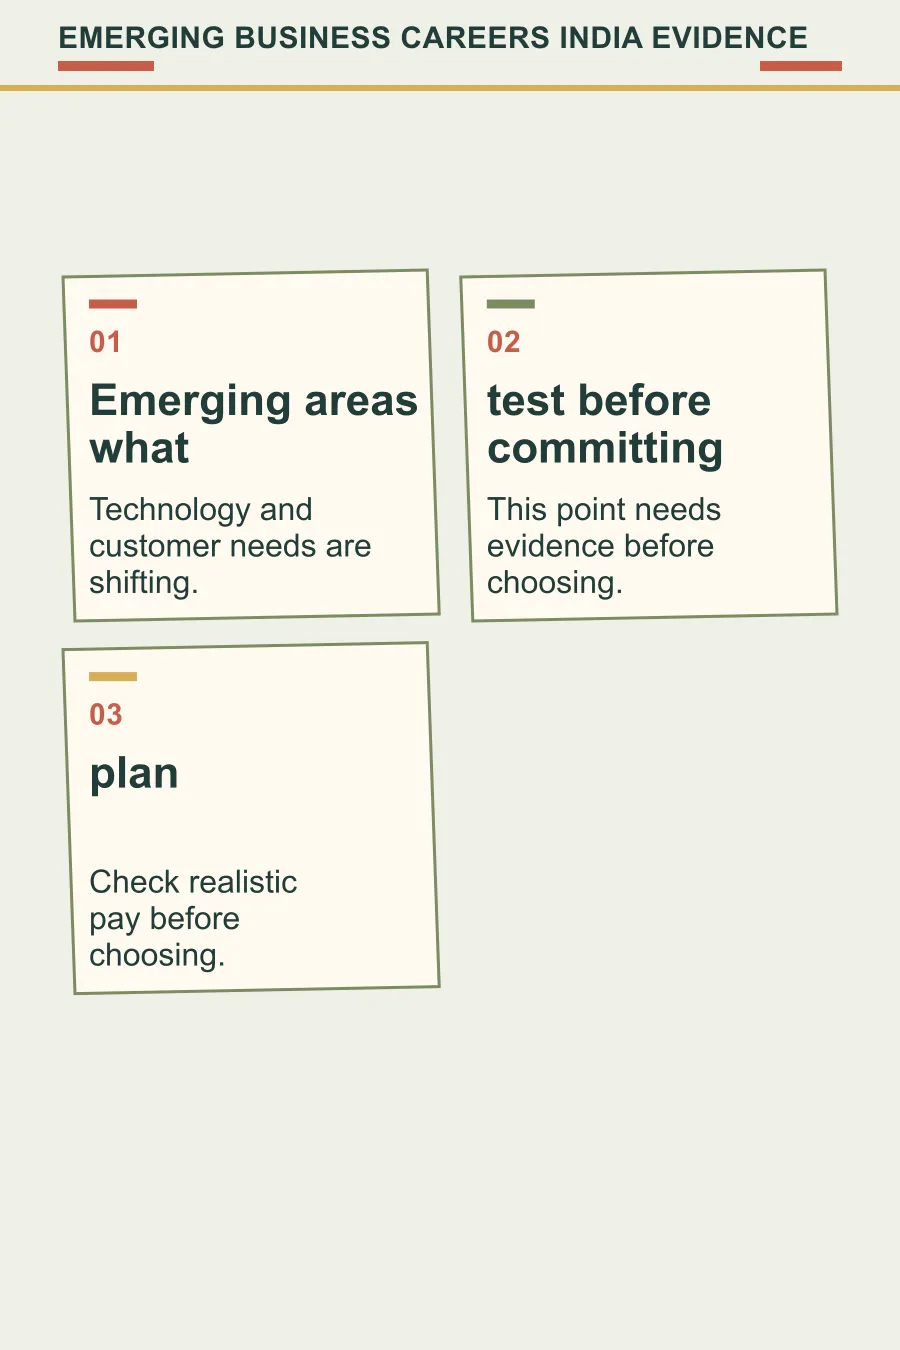 EMERGING BUSINESS CAREERS INDIA EVIDENCE
01
Emerging areas
what
Technology and
customer needs are
shifting.
02
test before
committing
This point needs
evidence before
choosing.
03
plan
Check realistic
pay before
choosing.